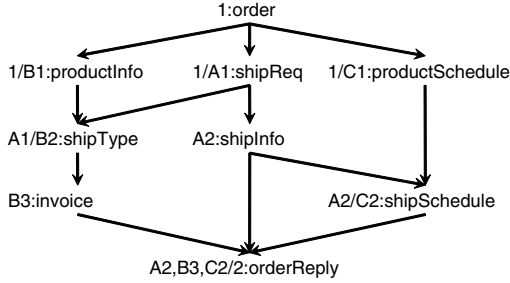 1:order
1/B1:productInfo
1/A1:shipReq
1/C1:productSchedule
A1/B2:shipType
A2:shipInfo
B3:invoice
A2/C2:shipSchedule
A2,B3,C2/2:orderReply